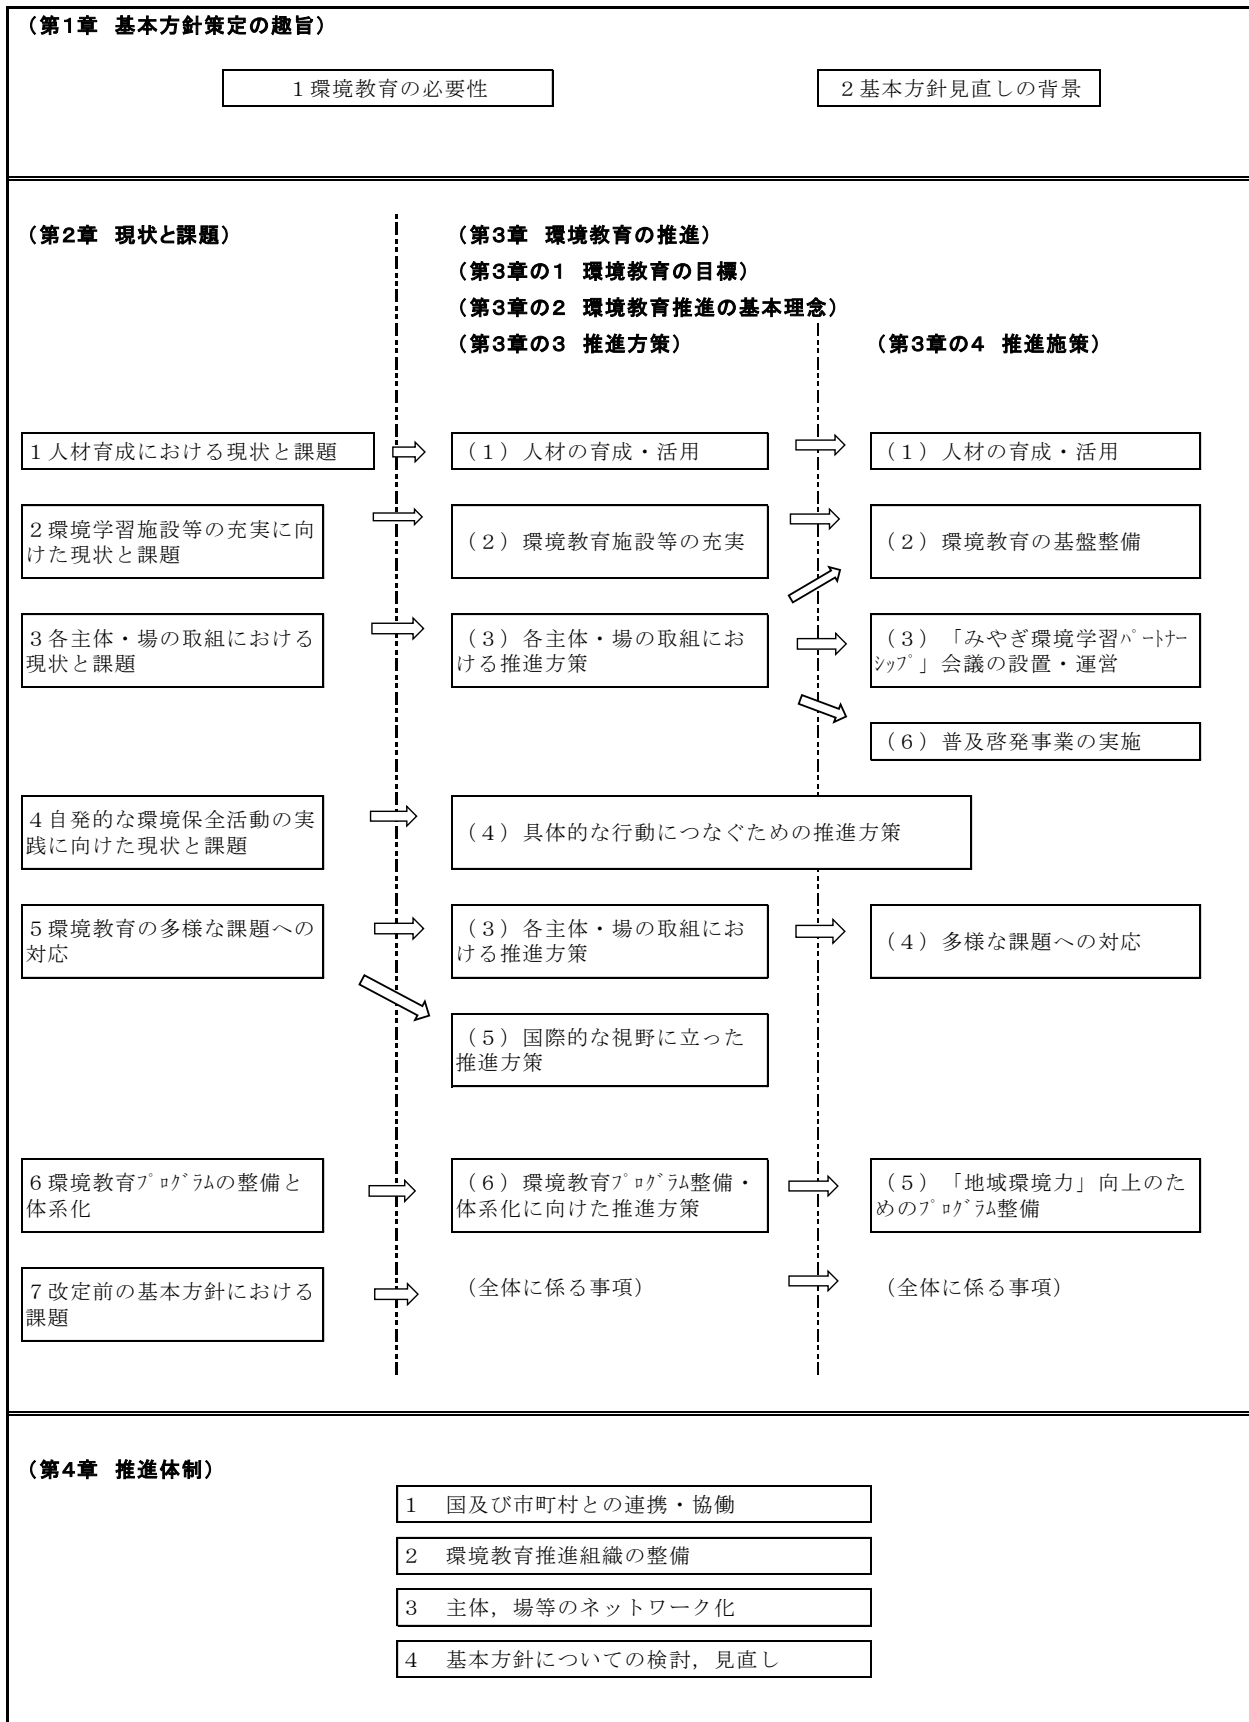 （第1章　基本方針策定の趣旨）
１環境教育の必要性
２基本方針見直しの背景
（第2章　現状と課題）
（第3章　環境教育の推進）
（第3章の1　環境教育の目標）
（第3章の2　環境教育推進の基本理念）
（第3章の3　推進方策）
（第3章の4　推進施策）
１人材育成における現状と課題
（１）人材の育成・活用
（１）人材の育成・活用
２環境学習施設等の充実に向
けた現状と課題
（２）環境教育施設等の充実
（２）環境教育の基盤整備
３各主体・場の取組における
現状と課題
（３）各主体・場の取組にお
ける推進方策
（３）「みやぎ環境学習ﾊﾟｰﾄﾅｰ
ｼｯﾌﾟ」会議の設置・運営
（６）普及啓発事業の実施
４自発的な環境保全活動の実
践に向けた現状と課題
（４）具体的な行動につなぐための推進方策
５環境教育の多様な課題への
対応
（３）各主体・場の取組にお
ける推進方策
（４）多様な課題への対応
（５）国際的な視野に立った
推進方策
６環境教育ﾌﾟﾛｸﾞﾗﾑの整備と
体系化
（６）環境教育ﾌﾟﾛｸﾞﾗﾑ整備・
体系化に向けた推進方策
（５）「地域環境力」向上のた
めのﾌﾟﾛｸﾞﾗﾑ整備
７改定前の基本方針における
課題
（全体に係る事項）
（全体に係る事項）
（第4章　推進体制）
１　国及び市町村との連携・協働
２　環境教育推進組織の整備
３　主体，場等のネットワーク化
４　基本方針についての検討，見直し